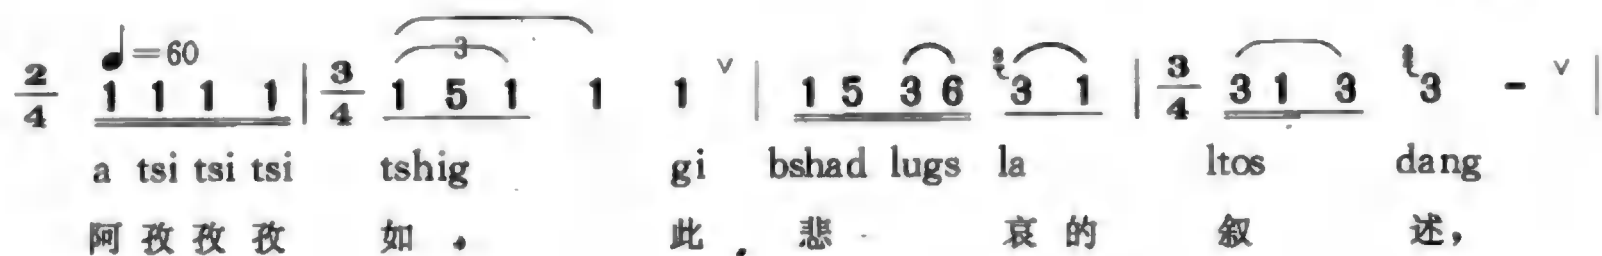 2/4 ♩=60 1 1 1 1 | 3/4 3 1 5 1 1 1 ∨ | 1 5 3 6 3 1 | 3/4 3 1 3 3 - ∨ |
a tsi tsi tsi tshig gi bshad lugs la ltos dang
阿 孜 孜 孜 如 。 此 , 悲 哀 的 叙 述,